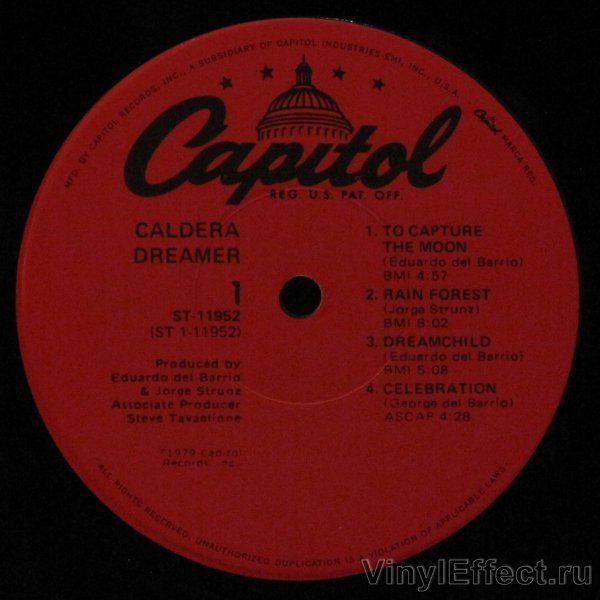 MFD. BY CAPITOL RECORDS, INC., A SUBSIDIARY OF CAPITOL INDUSTRIES-EMI, INC., U.S.A.
Capitol MARCA REG.
Capitol
REG. U.S. PAT. OFF.
CALDERA
DREAMER
1
ST-11952
(ST 1-11952)
Produced by
Eduardo del Barrio
& Jorge Strunz
Associate Producer
Steve Tavaglione
1979 Capitol
Records, Inc.
1. TO CAPTURE
THE MOON
(Eduardo del Barrio)
BMI 4:57
2. RAIN FOREST
(Jorge Strunz)
BMI 8:02
3. DREAMCHILD
(Eduardo del Barrio)
BMI 5:08
4. CELEBRATION
(George del Barrio)
ASCAP 4:28
ALL RIGHTS RESERVED. UNAUTHORIZED DUPLICATION IS A VIOLATION OF APPLICABLE LAWS.
VinylEffect.ru